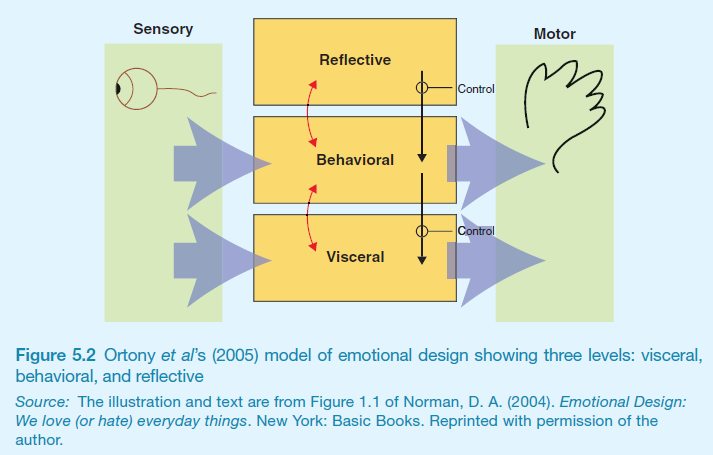 Sensory
Motor
Reflective
Control
Behavioral
Control
Visceral
Figure 5.2 Ortony et al's (2005) model of emotional design showing three levels: visceral,
behavioral, and reflective
Source: The illustration and text are from Figure 1.1 of Norman, D. A. (2004). Emotional Design:
We love (or hate) everyday things. New York: Basic Books. Reprinted with permission of the
author.